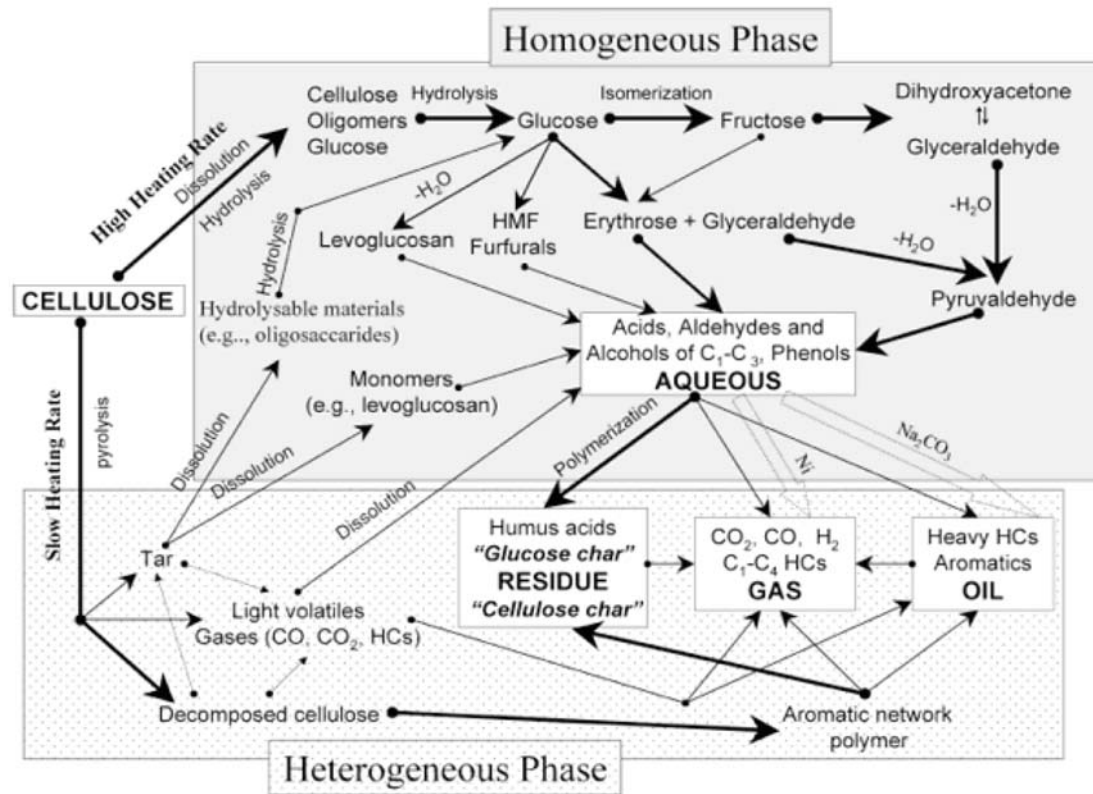 Homogeneous Phase
Cellulose
Oligomers
Glucose
Hydrolysis
Glucose
Isomerization
Fructose
Dihydroxyacetone
⇅
Glyceraldehyde
High Heating Rate
Dissolution
Hydrolysis
-H₂O
Levoglucosan
HMF
Furfurals
Erythrose + Glyceraldehyde
-H₂O
-H₂O
Pyruvaldehyde
CELLULOSE
Hydrolysis
Hydrolysable materials
(e.g.., oligosaccarides)
Monomers
(e.g., levoglucosan)
Acids, Aldehydes and
Alcohols of C₁-C ₃, Phenols
AQUEOUS
Slow Heating Rate
pyrolysis
Dissolution
Dissolution
Dissolution
Polymerization
Ni
Na₂CO₃
Tar
Light volatiles
Gases (CO, CO₂, HCs)
Humus acids
“Glucose char”
RESIDUE
“Cellulose char”
CO₂, CO, H₂
C₁-C₄ HCs
GAS
Heavy HCs
Aromatics
OIL
Decomposed cellulose
Aromatic network
polymer
Heterogeneous Phase